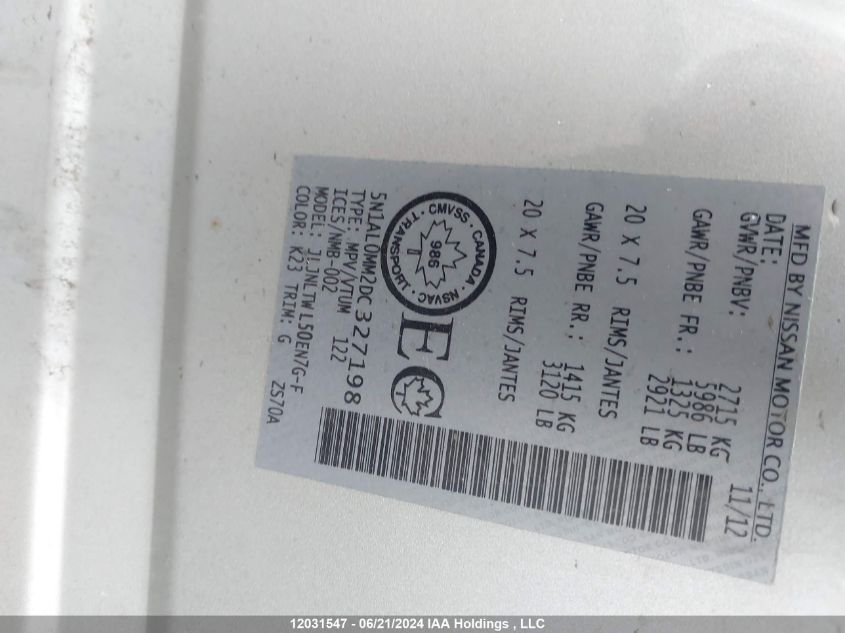 MFD BY NISSAN MOTOR CO., LTD.
DATE: 11/12
GVWR/PNBV: 2715 KG
5986 LB
GAWR/PNBE FR.: 1325 KG
2921 LB
20 X 7.5 RIMS/JANTES
GAWR/PNBE RR.: 1415 KG
3120 LB
20 X 7.5 RIMS/JANTES
CMVSS · CANADA · NSVAC · TRANSPORT ·
986
EC
5N1AL0MM2DC327198
TYPE: MPV/VTUM 122
ICES/NMB-002
MODEL: JLJNLTWL50EN7G-F
COLOR: K23 TRIM: G ZS70A
12031547 - 06/21/2024 IAA Holdings , LLC